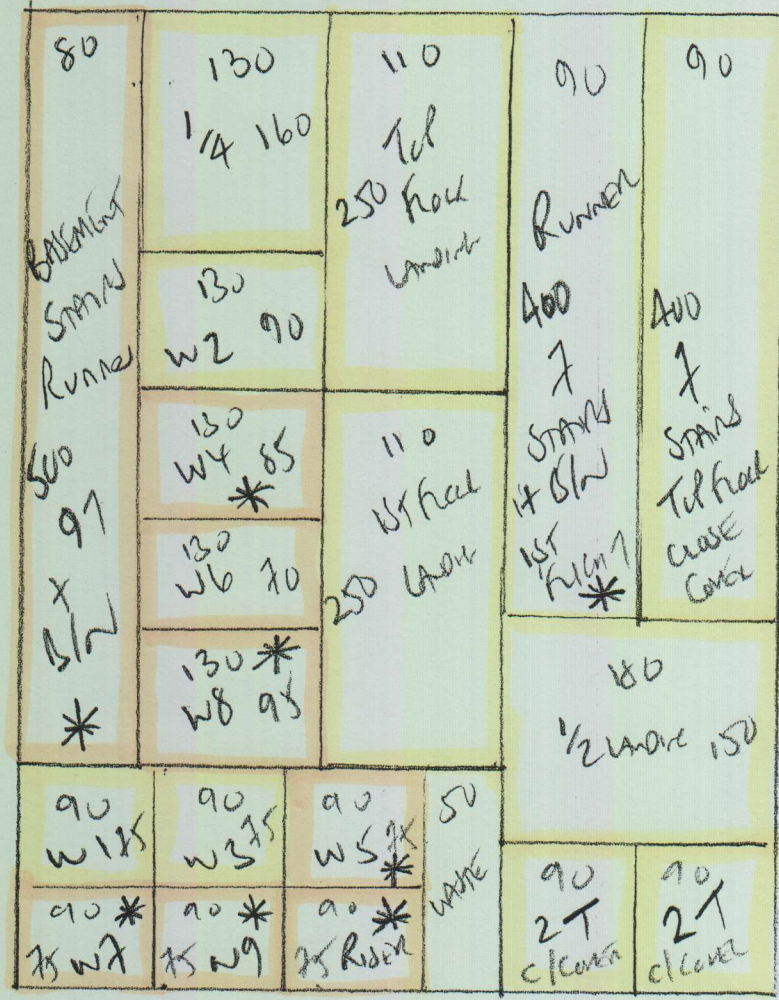 80
BASEMENT
STAIRS
RUNNER
500
97
+
B/W
*
130
1/4 160
130
W2 90
130
W4 85
*
130
W6 70
130 *
W8 95
110
TOP
250 FLOOR
LANDING
110
1ST FLOOR
250 LANDING
90
RUNNER
400
7
STAIRS
1+ B/W
1ST
FLIGHT
*
90
400
7
STAIRS
TOP FLOOR
CLOSE
COVER
180
1/2 LANDING 150
90
W1 75
90
W3 75
90
W5 75
*
90 *
75 W7
90 *
75 W9
90 *
75 RISER
50
WASTE
90
2T
C/COVER
90
2T
C/COVER